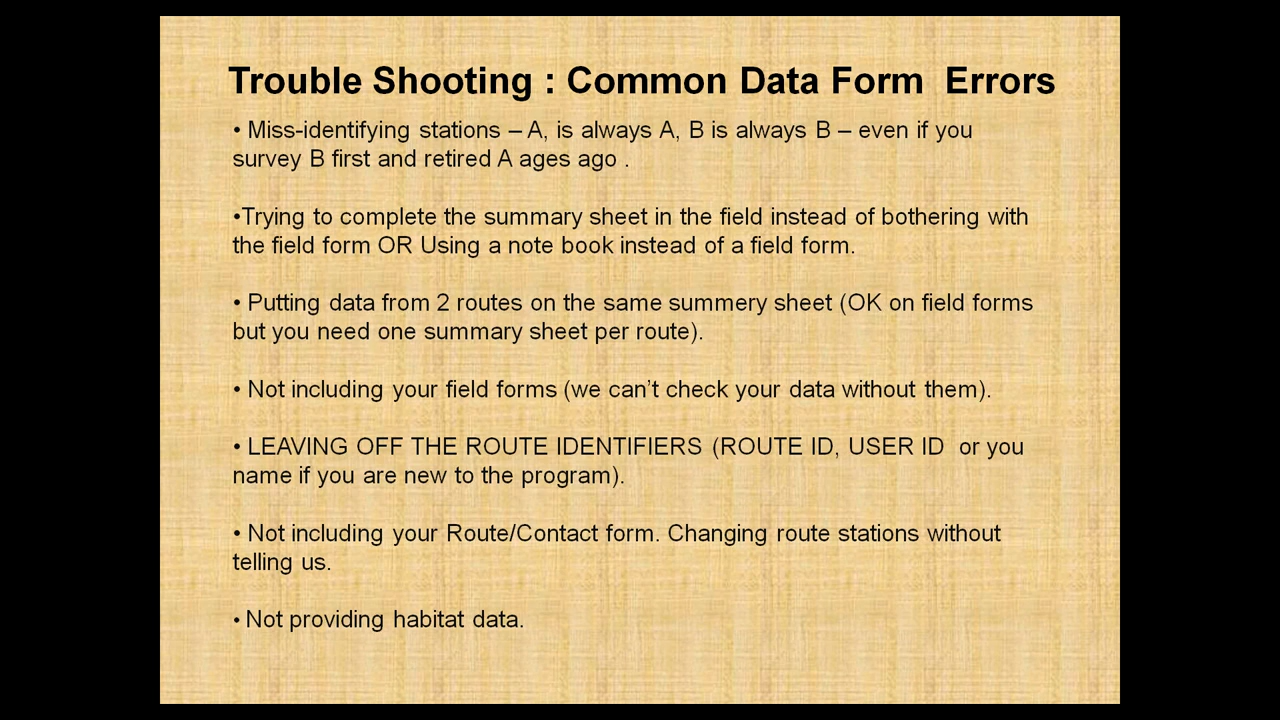 Trouble Shooting : Common Data Form  Errors
• Miss-identifying stations – A, is always A, B is always B – even if you
survey B first and retired A ages ago .
•Trying to complete the summary sheet in the field instead of bothering with
the field form OR Using a note book instead of a field form.
• Putting data from 2 routes on the same summery sheet (OK on field forms
but you need one summary sheet per route).
• Not including your field forms (we can’t check your data without them).
• LEAVING OFF THE ROUTE IDENTIFIERS (ROUTE ID, USER ID  or you
name if you are new to the program).
• Not including your Route/Contact form. Changing route stations without
telling us.
• Not providing habitat data.